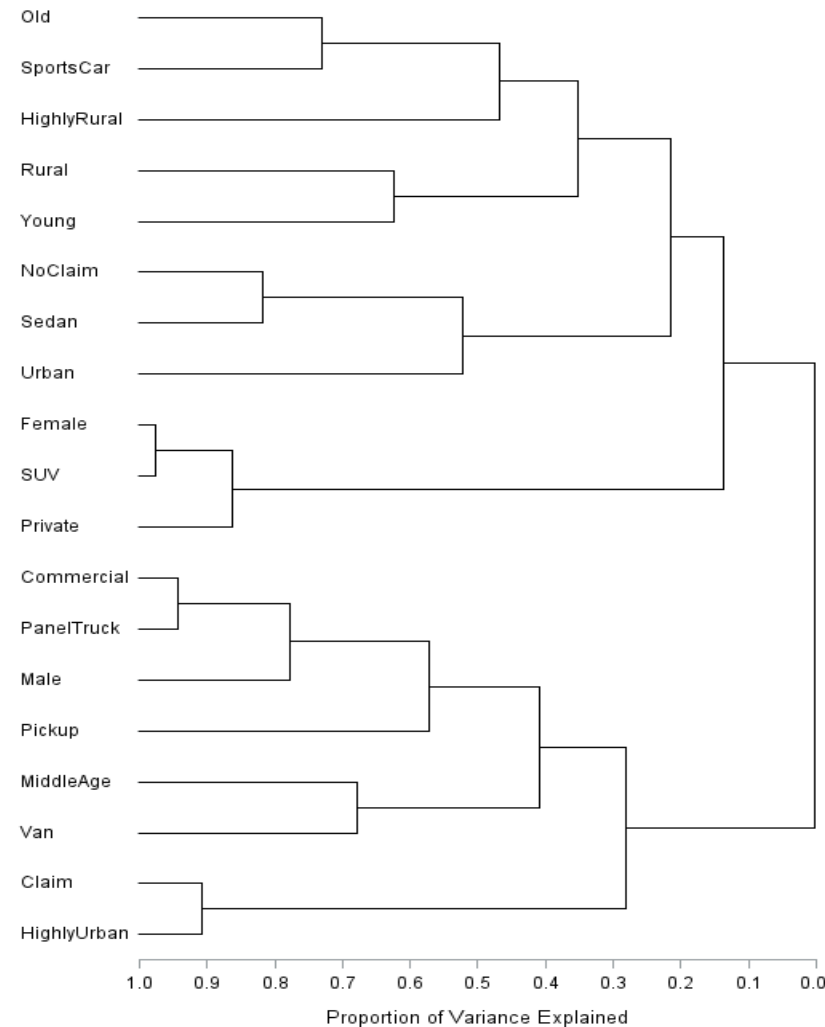 Old
SportsCar
HighlyRural
Rural
Young
NoClaim
Sedan
Urban
Female
SUV
Private
Commercial
PanelTruck
Male
Pickup
MiddleAge
Van
Claim
HighlyUrban
1.0 0.9 0.8 0.7 0.6 0.5 0.4 0.3 0.2 0.1 0.0
Proportion of Variance Explained